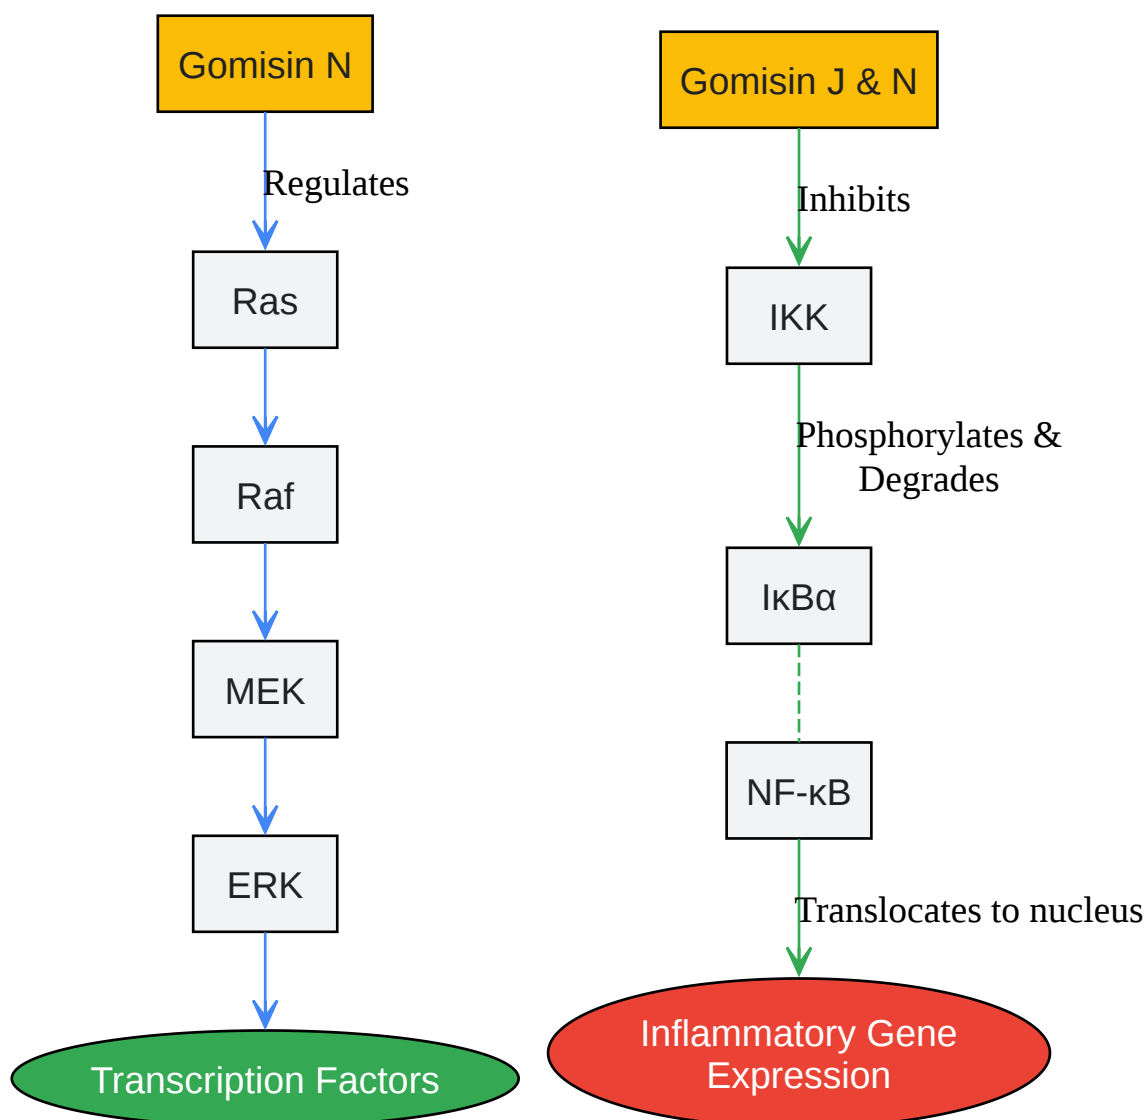 Gomisin N
Regulates
Ras
Raf
MEK
ERK
Transcription Factors
Gomisin J & N
Inhibits
IKK
Phosphorylates &
Degrades
IκBα
NF-κB
Translocates to nucleus
Inflammatory Gene
Expression